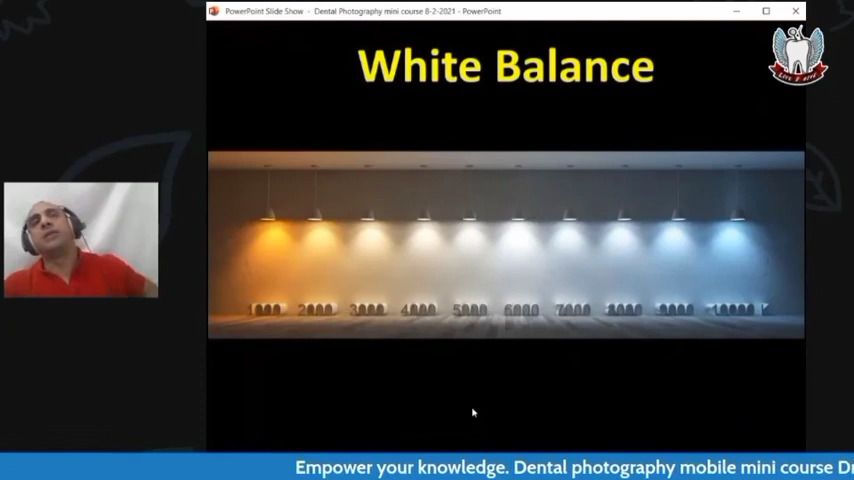 PowerPoint Slide Show - Dental Photography mini course 8-2-2021 - PowerPoint
White Balance
1000 2000 3000 4000 5000 6000 7000 8000 9000 10000 K
Empower your knowledge. Dental photography mobile mini course Dr